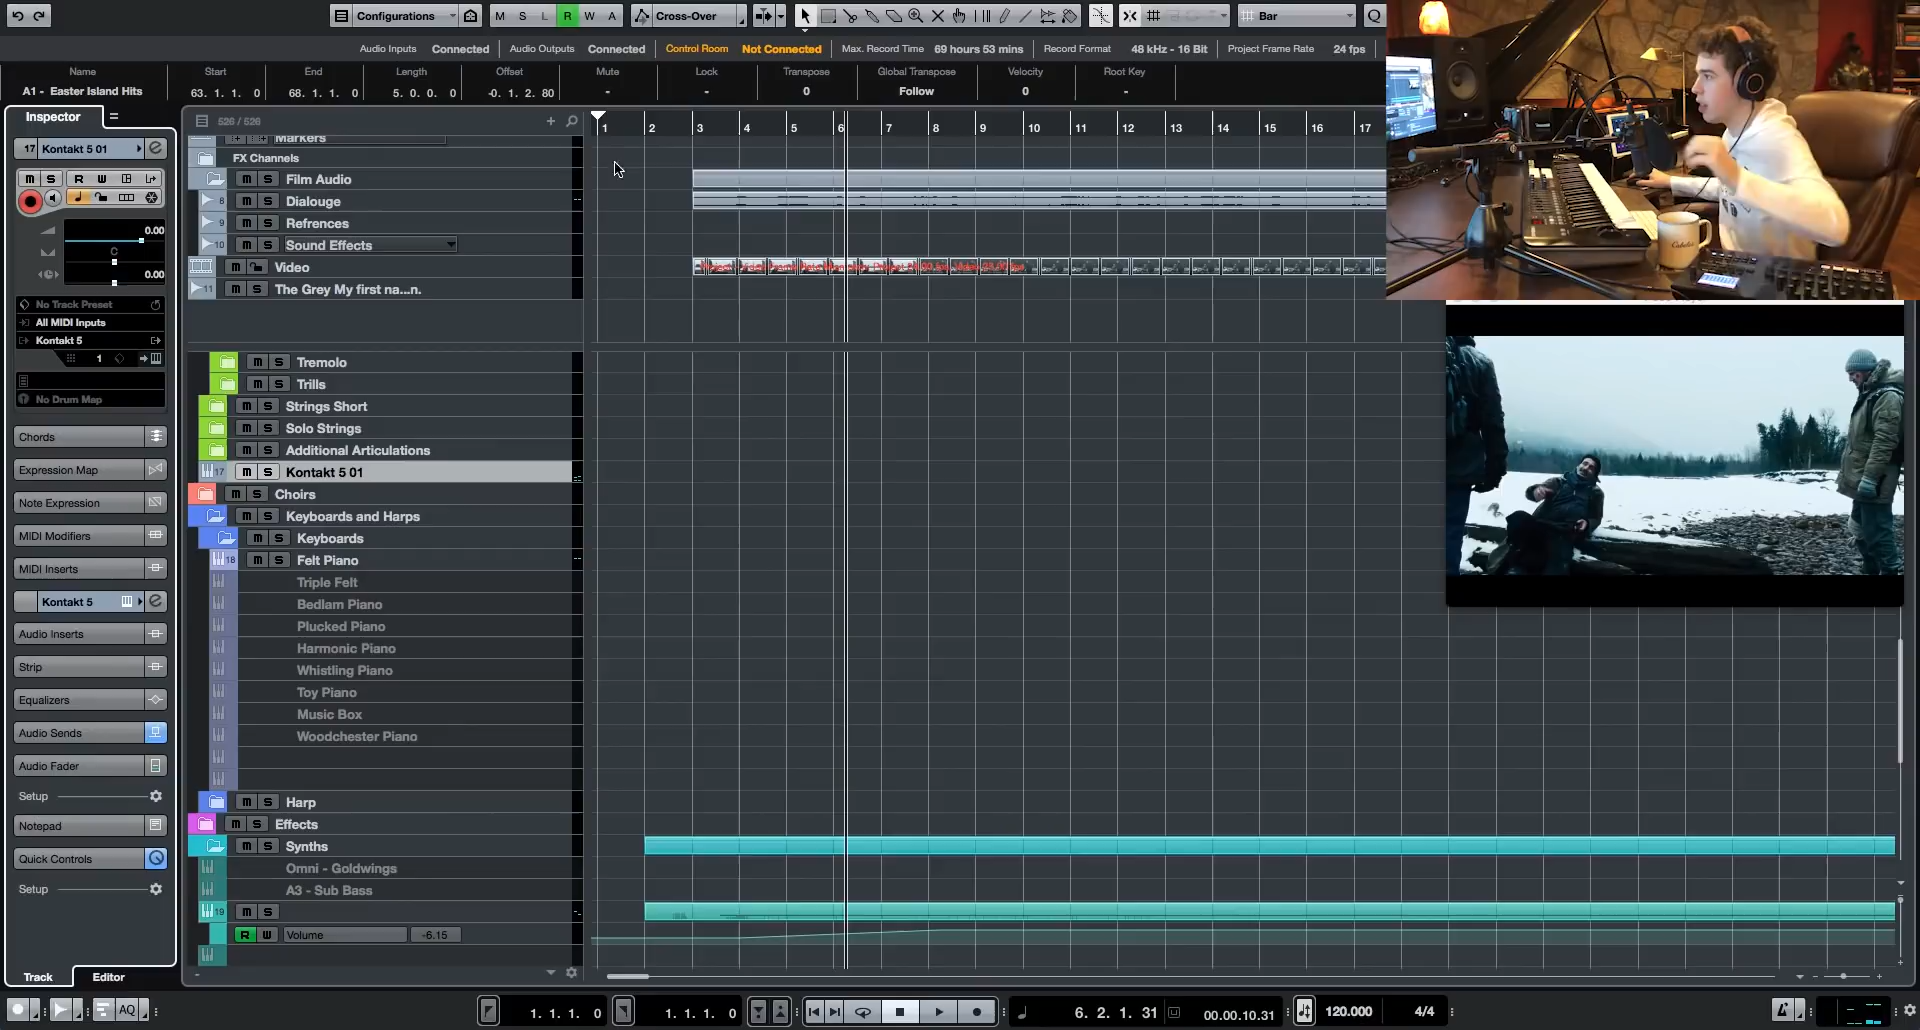 Configurations M S L R W A Cross-Over Bar Q
Audio Inputs Connected Audio Outputs Connected Control Room Not Connected Max. Record Time 69 hours 53 mins Record Format 48 kHz - 16 Bit Project Frame Rate 24 fps
Name Start End Length Offset Mute Lock Transpose Global Transpose Velocity Root Key
A1 - Easter Island Hits 63. 1. 1. 0 68. 1. 1. 0 5. 0. 0. 0 -0. 1. 2. 80 - - 0 Follow 0 -
Inspector 526 / 526
1 2 3 4 5 6 7 8 9 10 11 12 13 14 15 16 17
Markers
17 Kontakt 5 01
FX Channels
m S R W m S Film Audio
8 Dialouge
9 Refrences
0.00
10 Sound Effects
C
m Video
0.00
11 m S The Grey My first na...n.
No Track Preset
All MIDI Inputs
Kontakt 5
1
m S Tremolo
m S Trills
No Drum Map
m S Strings Short
m S Solo Strings
Chords
m S Additional Articulations
Expression Map
17 m S Kontakt 5 01
m S Choirs
Note Expression
m S Keyboards and Harps
MIDI Modifiers
m S Keyboards
18 m S Felt Piano
MIDI Inserts
Triple Felt
Kontakt 5
Bedlam Piano
Plucked Piano
Audio Inserts
Harmonic Piano
Strip
Whistling Piano
Toy Piano
Equalizers
Music Box
Audio Sends
Woodchester Piano
Audio Fader
Setup
m S Harp
m S Effects
Notepad
m S Synths
Quick Controls
Omni - Goldwings
Setup
A3 - Sub Bass
19 m S
R W Volume -6.15
Track Editor
AQ 1. 1. 1. 0 1. 1. 1. 0 6. 2. 1. 31 00.00.10.31 120.000 4/4